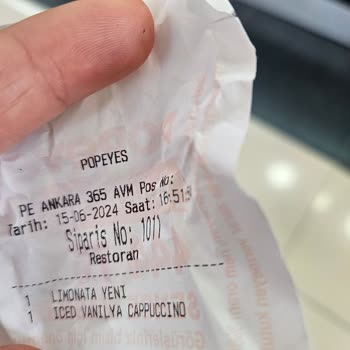 POPEYES
PE ANKARA 365 AVM Pos No:
Tarih: 15-06-2024 Saat: 16:51:
Siparis No: 1011
Restoran
1 LIMONATA YENI
1 ICED VANILYA CAPPUCCINO